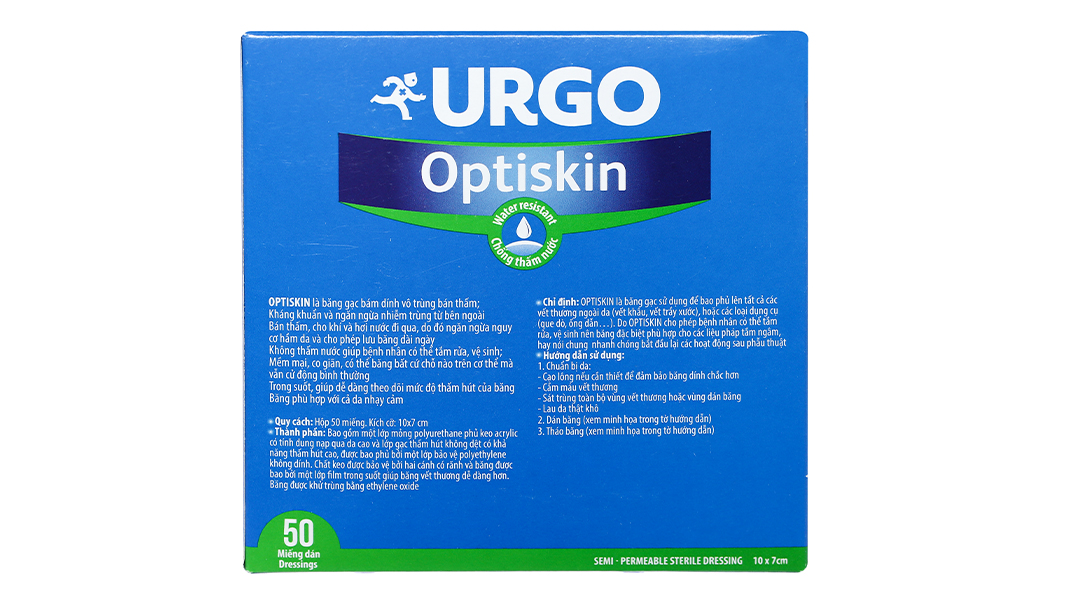 URGO
Optiskin
Water resistant
Chống thấm nước
OPTISKIN là băng gạc bám dính vô trùng bán thấm;
Kháng khuẩn và ngăn ngừa nhiễm trùng từ bên ngoài
Bán thấm, cho khí và hơi nước đi qua, do đó ngăn ngừa nguy
cơ hăm da và cho phép lưu băng dài ngày
Không thấm nước giúp bệnh nhân có thể tắm rửa, vệ sinh;
Mềm mại, co giãn, có thể băng bất cứ chỗ nào trên cơ thể mà
vẫn cử động bình thường
Trong suốt, giúp dễ dàng theo dõi mức độ thấm hút của băng
Băng phù hợp với cả da nhạy cảm
Quy cách: Hộp 50 miếng. Kích cỡ: 10x7 cm
Thành phần: Bao gồm một lớp mỏng polyurethane phủ keo acrylic
có tính dung nạp qua da cao và lớp gạc thấm hút không dệt có khả
năng thấm hút cao, được bao phủ bởi một lớp bảo vệ polyethylene
không dính. Chất keo được bảo vệ bởi hai cánh có rãnh và băng được
bao bởi một lớp film trong suốt giúp băng vết thương dễ dàng hơn.
Băng được khử trùng bằng ethylene oxide
Chỉ định: OPTISKIN là băng gạc sử dụng để bao phủ lên tất cả các
vết thương ngoài da (vết khâu, vết trầy xước), hoặc các loại dụng cụ
(que dò, ống dẫn…). Do OPTISKIN cho phép bệnh nhân có thể tắm
rửa, vệ sinh nên băng đặc biệt phù hợp cho các liệu pháp tắm ngâm,
hay nói chung nhanh chóng bắt đầu lại các hoạt động sau phẫu thuật
Hướng dẫn sử dụng:
1. Chuẩn bị da:
- Cạo lông nếu cần thiết để đảm bảo băng dính chắc hơn
- Cầm máu vết thương
- Sát trùng toàn bộ vùng vết thương hoặc vùng dán băng
- Lau da thật khô
2. Dán băng (xem minh họa trong tờ hướng dẫn)
3. Tháo băng (xem minh họa trong tờ hướng dẫn)
50
Miếng dán
Dressings
SEMI - PERMEABLE STERILE DRESSING 10 x 7cm